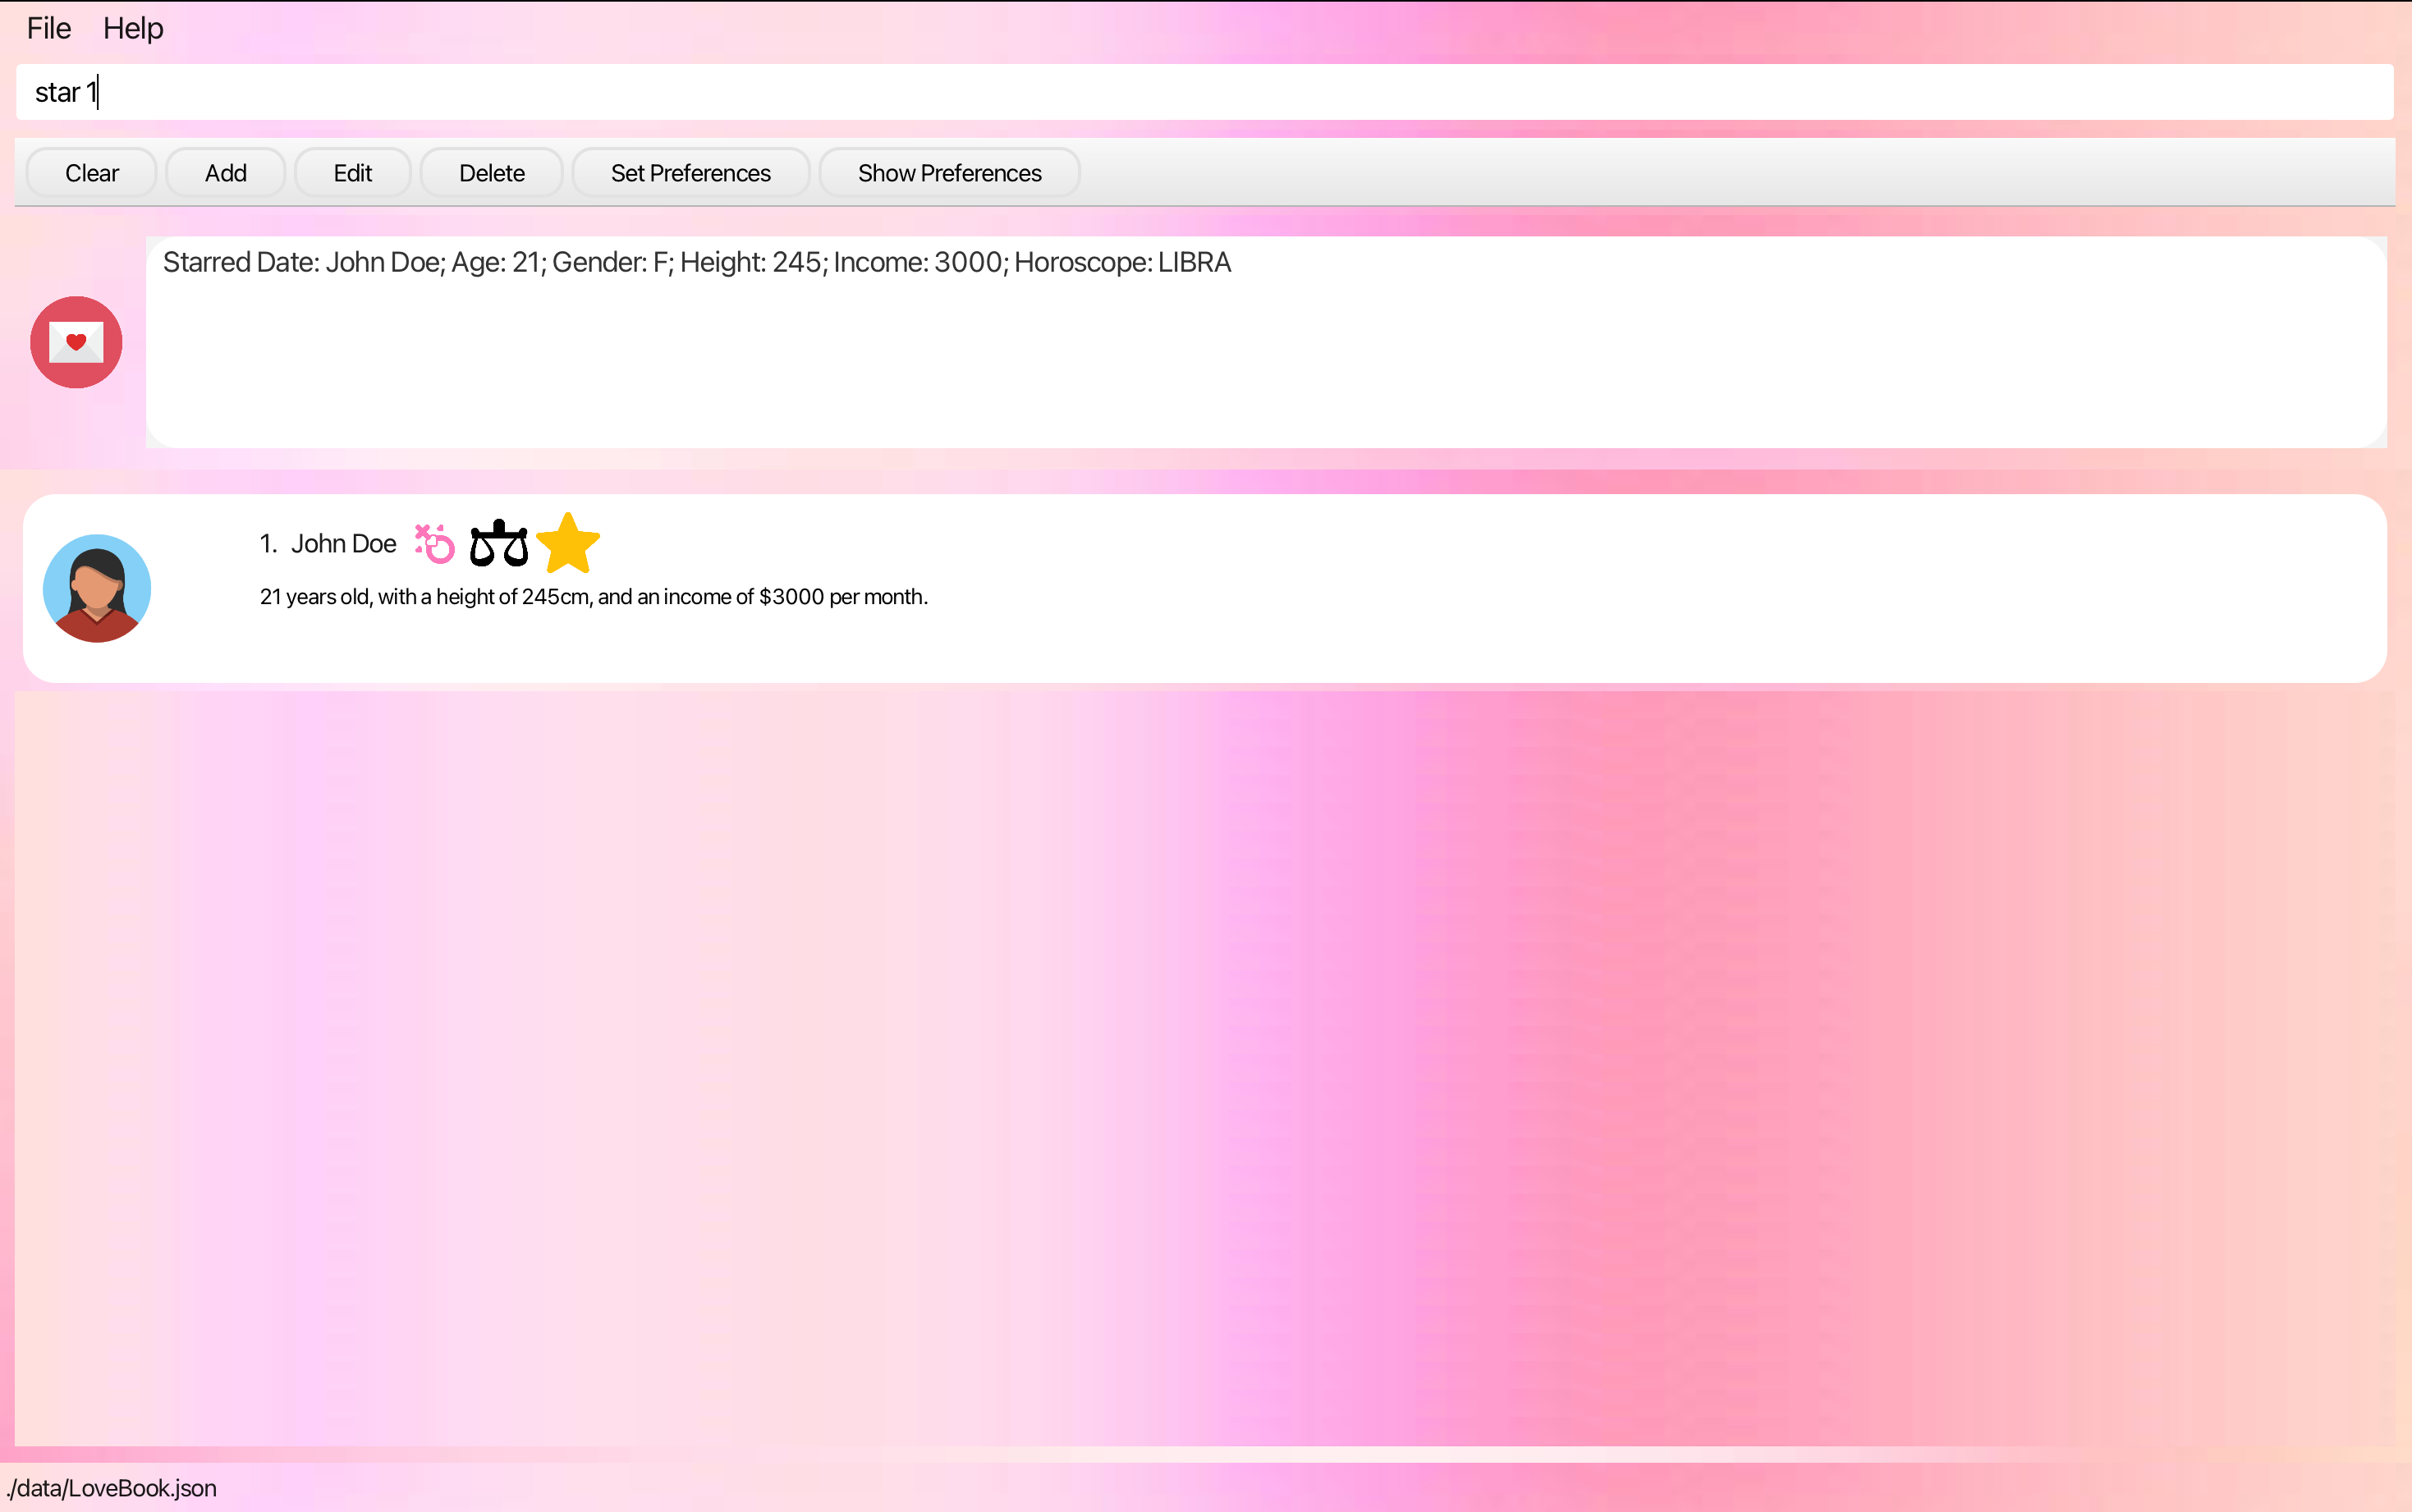 File Help
star 1
Clear Add Edit Delete Set Preferences Show Preferences
Starred Date: John Doe; Age: 21; Gender: F; Height: 245; Income: 3000; Horoscope: LIBRA
1. John Doe
21 years old, with a height of 245cm, and an income of $3000 per month.
./data/LoveBook.json